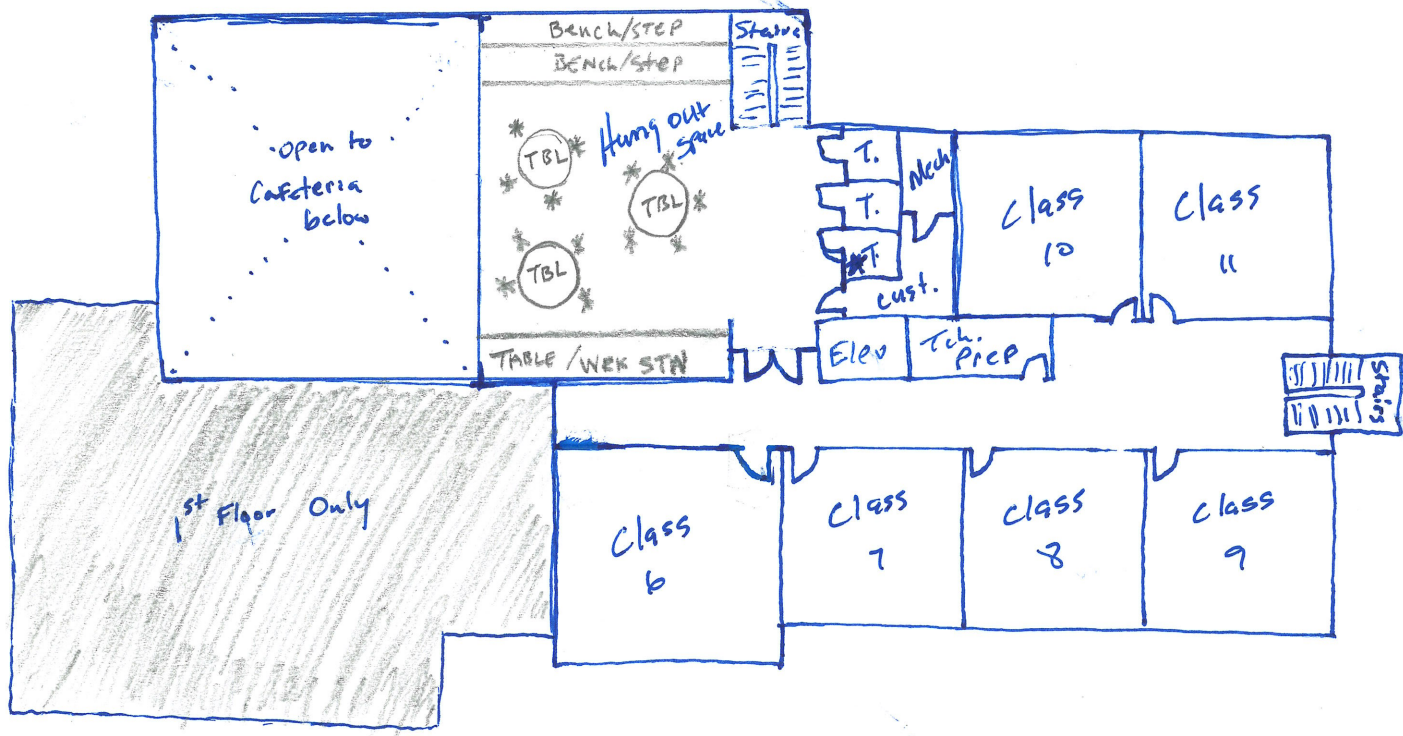 Bench/STEP
BENCH/Step
Stairs
Open to
Cafeteria
below
Hang out
space
TBL
TBL
TBL
T.
T.
T.
Mech
Cust.
Class
10
Class
11
TABLE/WRK STN
Elev
Tch.
Prep
Stairs
1st Floor Only
Class
6
Class
7
Class
8
Class
9